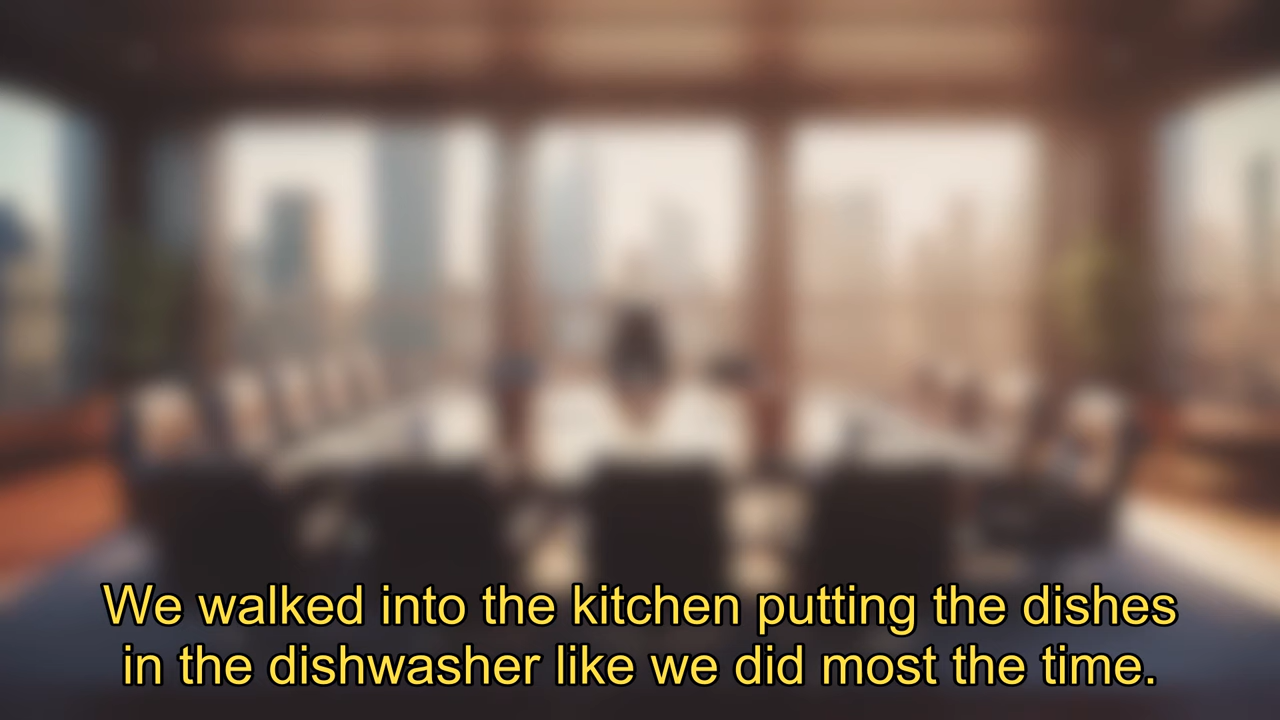 We walked into the kitchen putting the dishes
in the dishwasher like we did most the time.